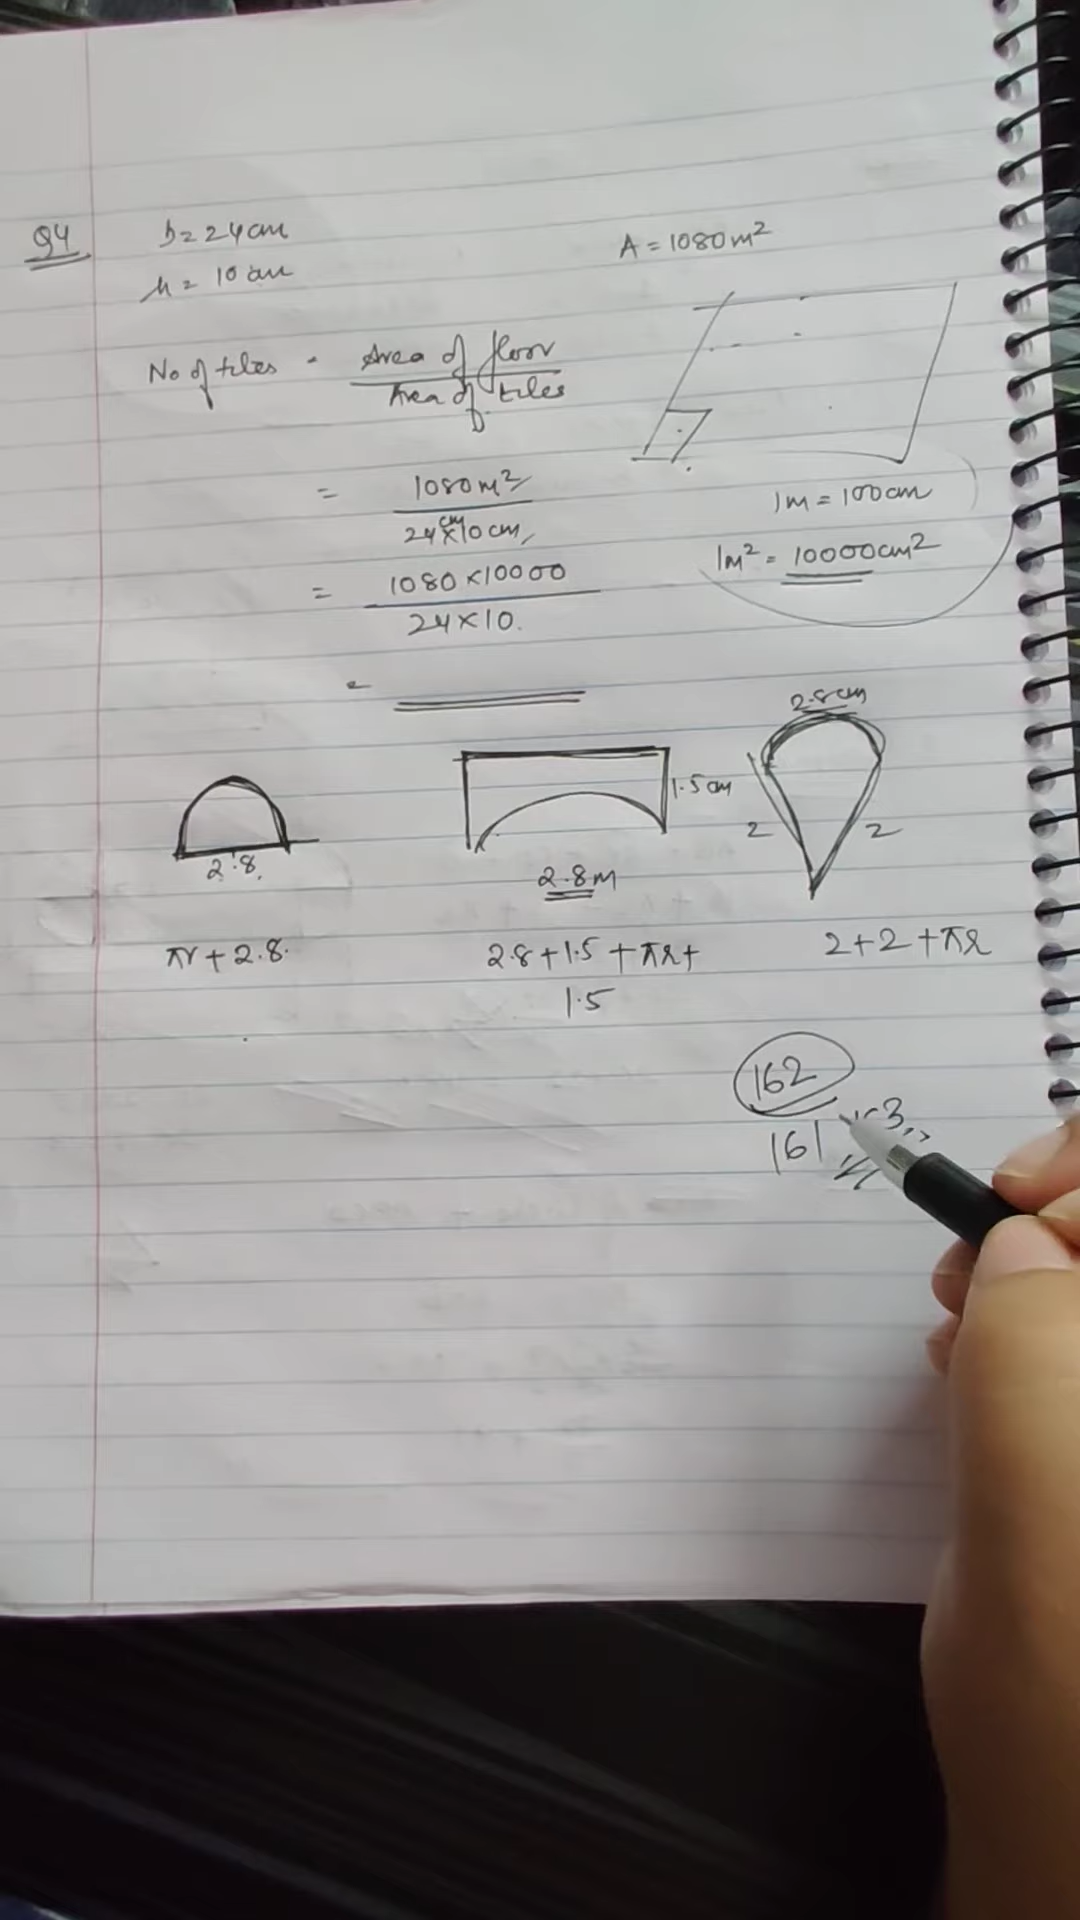 Q4
b = 24 cm
h = 10 cm
A = 1080 m²
No of tiles = Area of floor
Area of tiles
= 1080 m²
24 cm × 10 cm
1m = 100 cm
1m² = 10000 cm²
= 1080 × 10000
24 × 10.
=
2.8 cm
1.5 cm
2 2
2.8
2.8 m
πr + 2.8.
2.8 + 1.5 + πr +
1.5
2 + 2 + πr
162
161
3